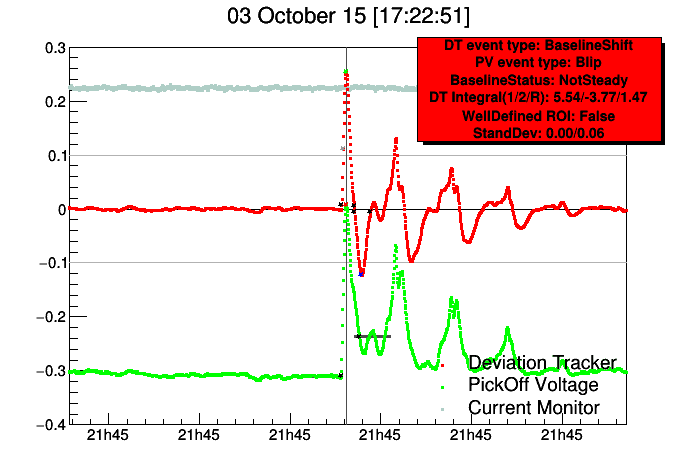 03 October 15 [17:22:51]
DT event type: BaselineShift
PV event type: Blip
BaselineStatus: NotSteady
DT Integral(1/2/R): 5.54/-3.77/1.47
WellDefined ROI: False
StandDev: 0.00/0.06
0.3
0.2
0.1
0
−0.1
−0.2
−0.3
−0.4
Deviation Tracker
PickOff Voltage
Current Monitor
21h45 21h45 21h45 21h45 21h45 21h45